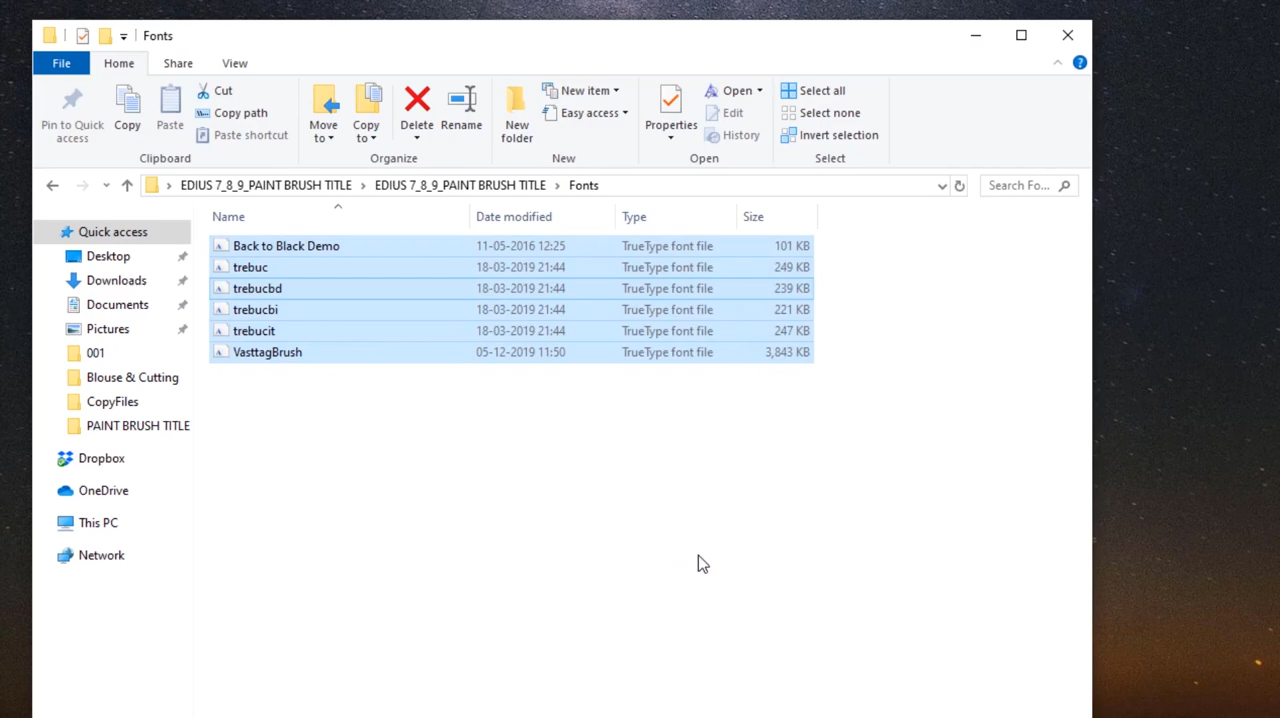 Fonts
File Home Share View
Pin to Quick access
Copy
Paste
Cut
Copy path
Paste shortcut
Clipboard
Move to
Copy to
Delete
Rename
Organize
New folder
New item
Easy access
New
Properties
Open
Edit
History
Open
Select all
Select none
Invert selection
Select
EDIUS 7_8_9_PAINT BRUSH TITLE › EDIUS 7_8_9_PAINT BRUSH TITLE › Fonts
Search Fo...
Quick access
Desktop
Downloads
Documents
Pictures
001
Blouse & Cutting
CopyFiles
PAINT BRUSH TITLE
Dropbox
OneDrive
This PC
Network
Name Date modified Type Size
Back to Black Demo 11-05-2016 12:25 TrueType font file 101 KB
trebuc 18-03-2019 21:44 TrueType font file 249 KB
trebucbd 18-03-2019 21:44 TrueType font file 239 KB
trebucbi 18-03-2019 21:44 TrueType font file 221 KB
trebucit 18-03-2019 21:44 TrueType font file 247 KB
VasttagBrush 05-12-2019 11:50 TrueType font file 3,843 KB